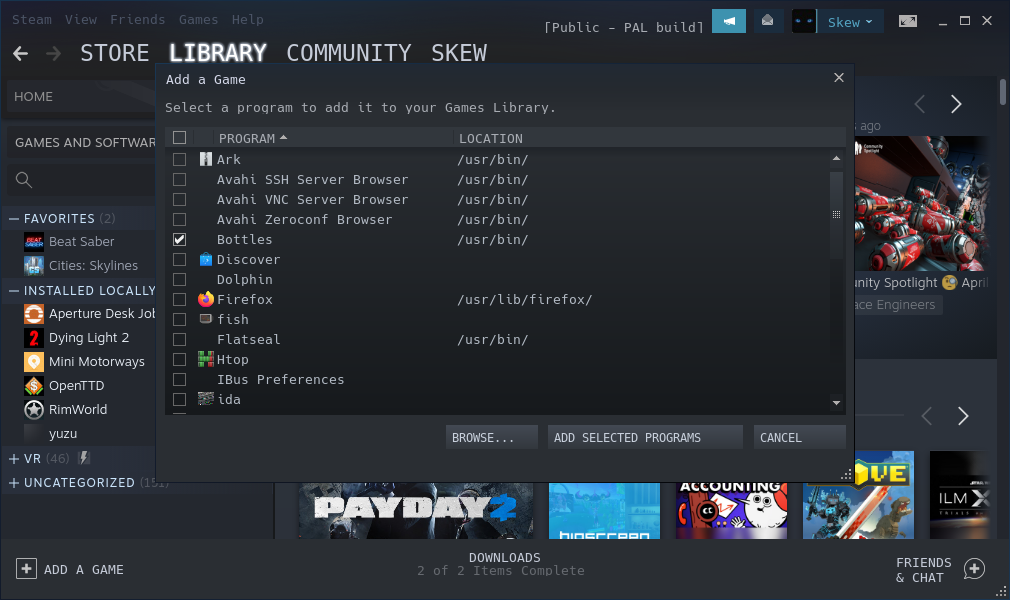 Steam View Friends Games Help
[Public - PAL build]
Skew
STORE LIBRARY COMMUNITY SKEW
HOME
GAMES AND SOFTWAR
FAVORITES (2)
Beat Saber
Cities: Skylines
INSTALLED LOCALLY
Aperture Desk Job
Dying Light 2
Mini Motorways
OpenTTD
RimWorld
yuzu
VR (46)
UNCATEGORIZED (151)
Add a Game
Select a program to add it to your Games Library.
PROGRAM LOCATION
Ark /usr/bin/
Avahi SSH Server Browser /usr/bin/
Avahi VNC Server Browser /usr/bin/
Avahi Zeroconf Browser /usr/bin/
Bottles /usr/bin/
Discover
Dolphin
Firefox /usr/lib/firefox/
fish
Flatseal /usr/bin/
Htop
IBus Preferences
ida
BROWSE... ADD SELECTED PROGRAMS CANCEL
ago
Community
Spotlight
unity Spotlight 🧐 April
ace Engineers
PAYDAY 2
bioscreen
ACCOUNTING
OVE
STAR
ILM X
TRIALS
ADD A GAME
DOWNLOADS
2 of 2 Items Complete
FRIENDS
& CHAT